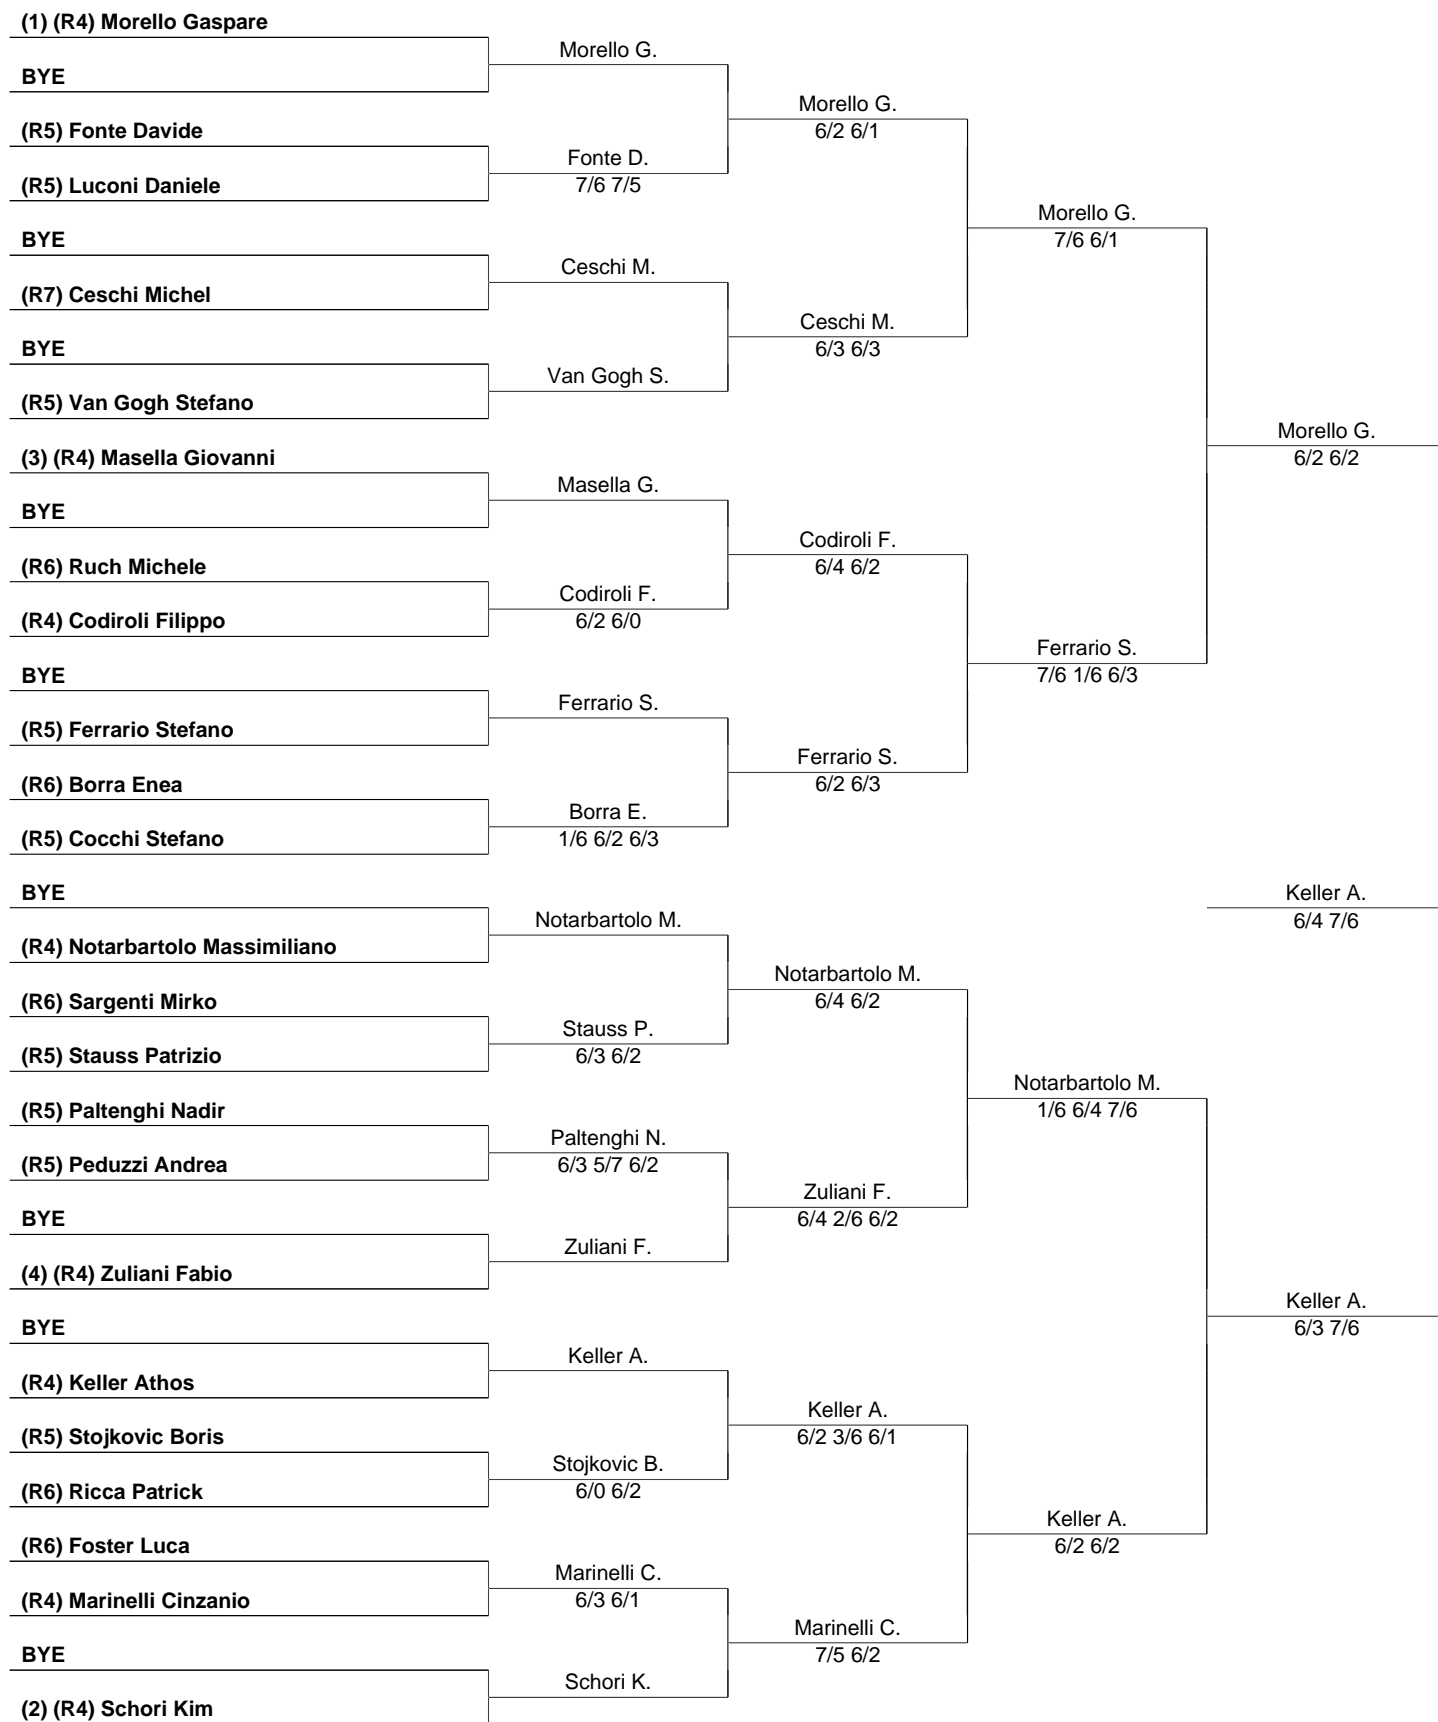 (1) (R4) Morello Gaspare
Morello G.
BYE
Morello G.
6/2 6/1
(R5) Fonte Davide
Fonte D.
7/6 7/5
(R5) Luconi Daniele
Morello G.
7/6 6/1
BYE
Ceschi M.
(R7) Ceschi Michel
Ceschi M.
6/3 6/3
BYE
Van Gogh S.
(R5) Van Gogh Stefano
Morello G.
6/2 6/2
(3) (R4) Masella Giovanni
Masella G.
BYE
Codiroli F.
6/4 6/2
(R6) Ruch Michele
Codiroli F.
6/2 6/0
(R4) Codiroli Filippo
Ferrario S.
7/6 1/6 6/3
BYE
Ferrario S.
(R5) Ferrario Stefano
Ferrario S.
6/2 6/3
(R6) Borra Enea
Borra E.
1/6 6/2 6/3
(R5) Cocchi Stefano
BYE
Keller A.
6/4 7/6
Notarbartolo M.
(R4) Notarbartolo Massimiliano
Notarbartolo M.
6/4 6/2
(R6) Sargenti Mirko
Stauss P.
6/3 6/2
(R5) Stauss Patrizio
Notarbartolo M.
1/6 6/4 7/6
(R5) Paltenghi Nadir
Paltenghi N.
6/3 5/7 6/2
(R5) Peduzzi Andrea
Zuliani F.
6/4 2/6 6/2
BYE
Zuliani F.
(4) (R4) Zuliani Fabio
Keller A.
6/3 7/6
BYE
Keller A.
(R4) Keller Athos
Keller A.
6/2 3/6 6/1
(R5) Stojkovic Boris
Stojkovic B.
6/0 6/2
(R6) Ricca Patrick
Keller A.
6/2 6/2
(R6) Foster Luca
Marinelli C.
6/3 6/1
(R4) Marinelli Cinzanio
Marinelli C.
7/5 6/2
BYE
Schori K.
(2) (R4) Schori Kim